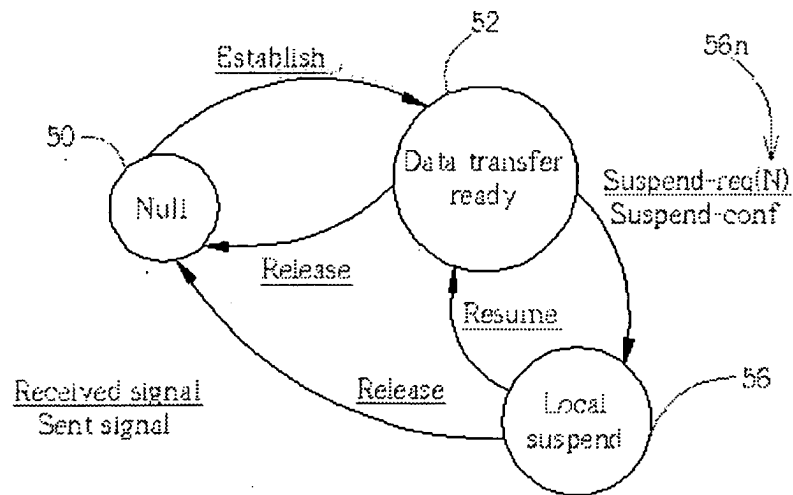 52
Establish
56n
50
Null
Data transfer
ready
Suspend-req(N)
Suspend-conf
Release
Resume
Received signal
Sent signal
Release
Local
suspend
56